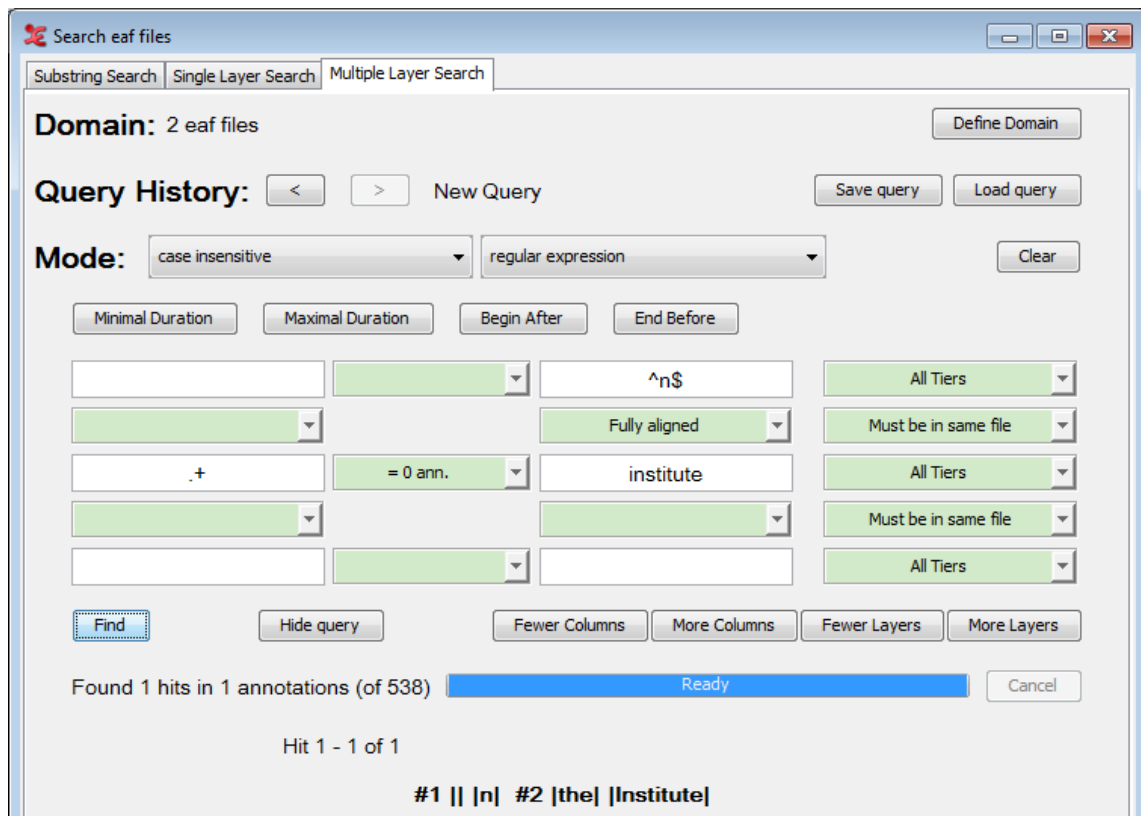 Search eaf files
Substring Search Single Layer Search Multiple Layer Search
Domain: 2 eaf files Define Domain
Query History: < > New Query Save query Load query
Mode: case insensitive regular expression Clear
Minimal Duration Maximal Duration Begin After End Before
^n$ All Tiers
Fully aligned Must be in same file
.+ = 0 ann. institute All Tiers
Must be in same file
All Tiers
Find Hide query Fewer Columns More Columns Fewer Layers More Layers
Found 1 hits in 1 annotations (of 538) Ready Cancel
Hit 1 - 1 of 1
#1 || |n| #2 |the| |Institute|